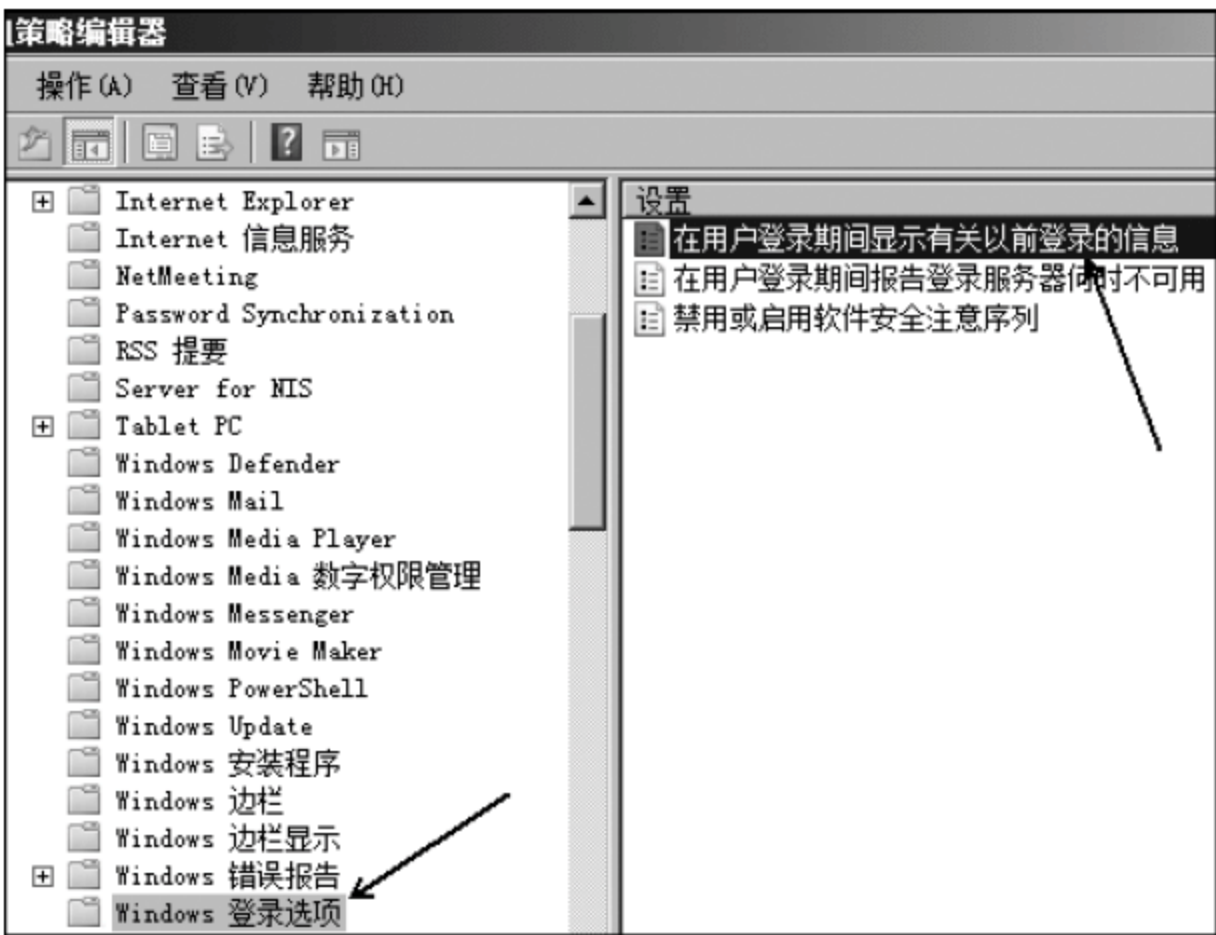 策略编辑器
操作(A) 查看(V) 帮助(H)
Internet Explorer
Internet 信息服务
NetMeeting
Password Synchronization
RSS 提要
Server for NIS
Tablet PC
Windows Defender
Windows Mail
Windows Media Player
Windows Media 数字权限管理
Windows Messenger
Windows Movie Maker
Windows PowerShell
Windows Update
Windows 安装程序
Windows 边栏
Windows 边栏显示
Windows 错误报告
Windows 登录选项
设置
在用户登录期间显示有关以前登录的信息
在用户登录期间报告登录服务器何时不可用
禁用或启用软件安全注意序列